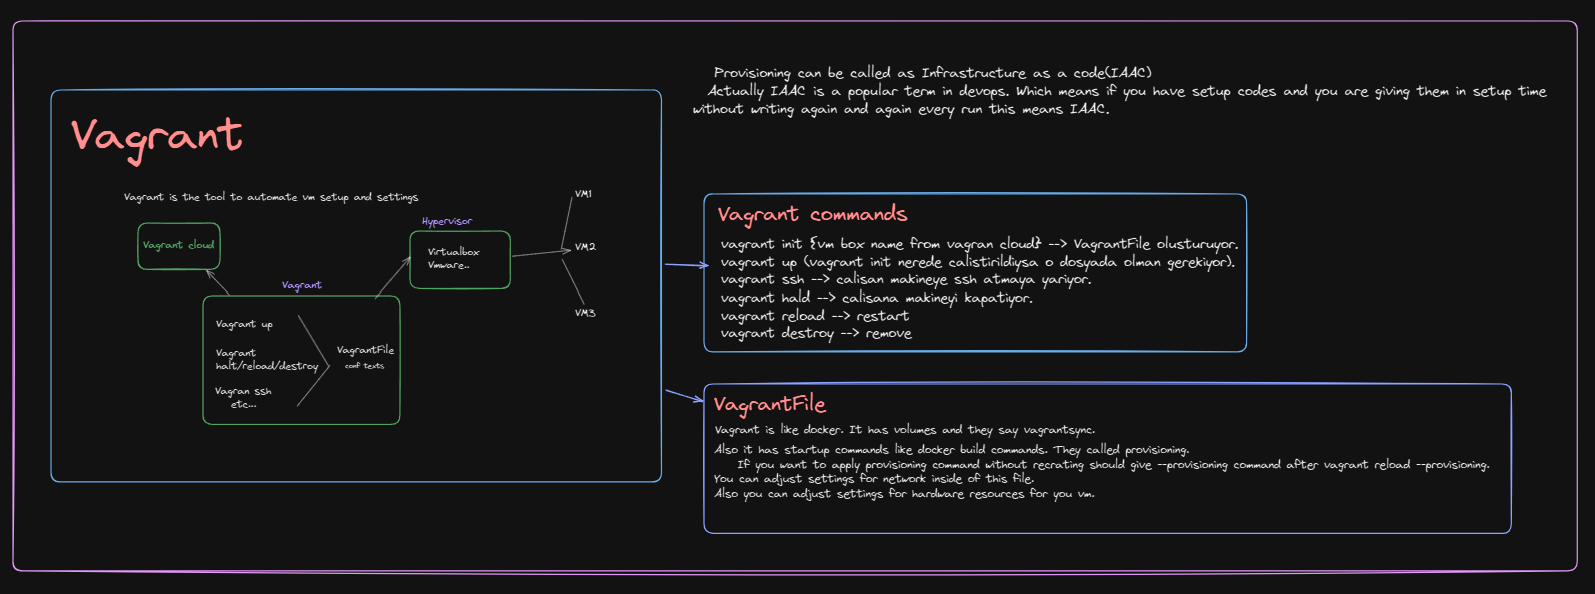 Provisioning can be called as Infrastructure as a code(IAAC)
Actually IAAC is a popular term in devops. Which means if you have setup codes and you are giving them in setup time
without writing again and again every run this means IAAC.
Vagrant
Vagrant is the tool to automate vm setup and settings
Vagrant cloud
Hypervisor
Virtualbox
Vmware..
VM1
VM2
VM3
Vagrant
Vagrant up
Vagrant
halt/reload/destroy
Vagran ssh
etc...
VagrantFile
conf texts
Vagrant commands
vagrant init {vm box name from vagran cloud} --> VagrantFile olusturuyor.
vagrant up (vagrant init nerede calistirildiysa o dosyada olman gerekiyor).
vagrant ssh --> calisan makineye ssh atmaya yariyor.
vagrant hald --> calisana makineyi kapatiyor.
vagrant reload --> restart
vagrant destroy --> remove
VagrantFile
Vagrant is like docker. It has volumes and they say vagrantsync.
Also it has startup commands like docker build commands. They called provisioning.
If you want to apply provisioning command without recrating should give --provisioning command after vagrant reload --provisioning.
You can adjust settings for network inside of this file.
Also you can adjust settings for hardware resources for you vm.